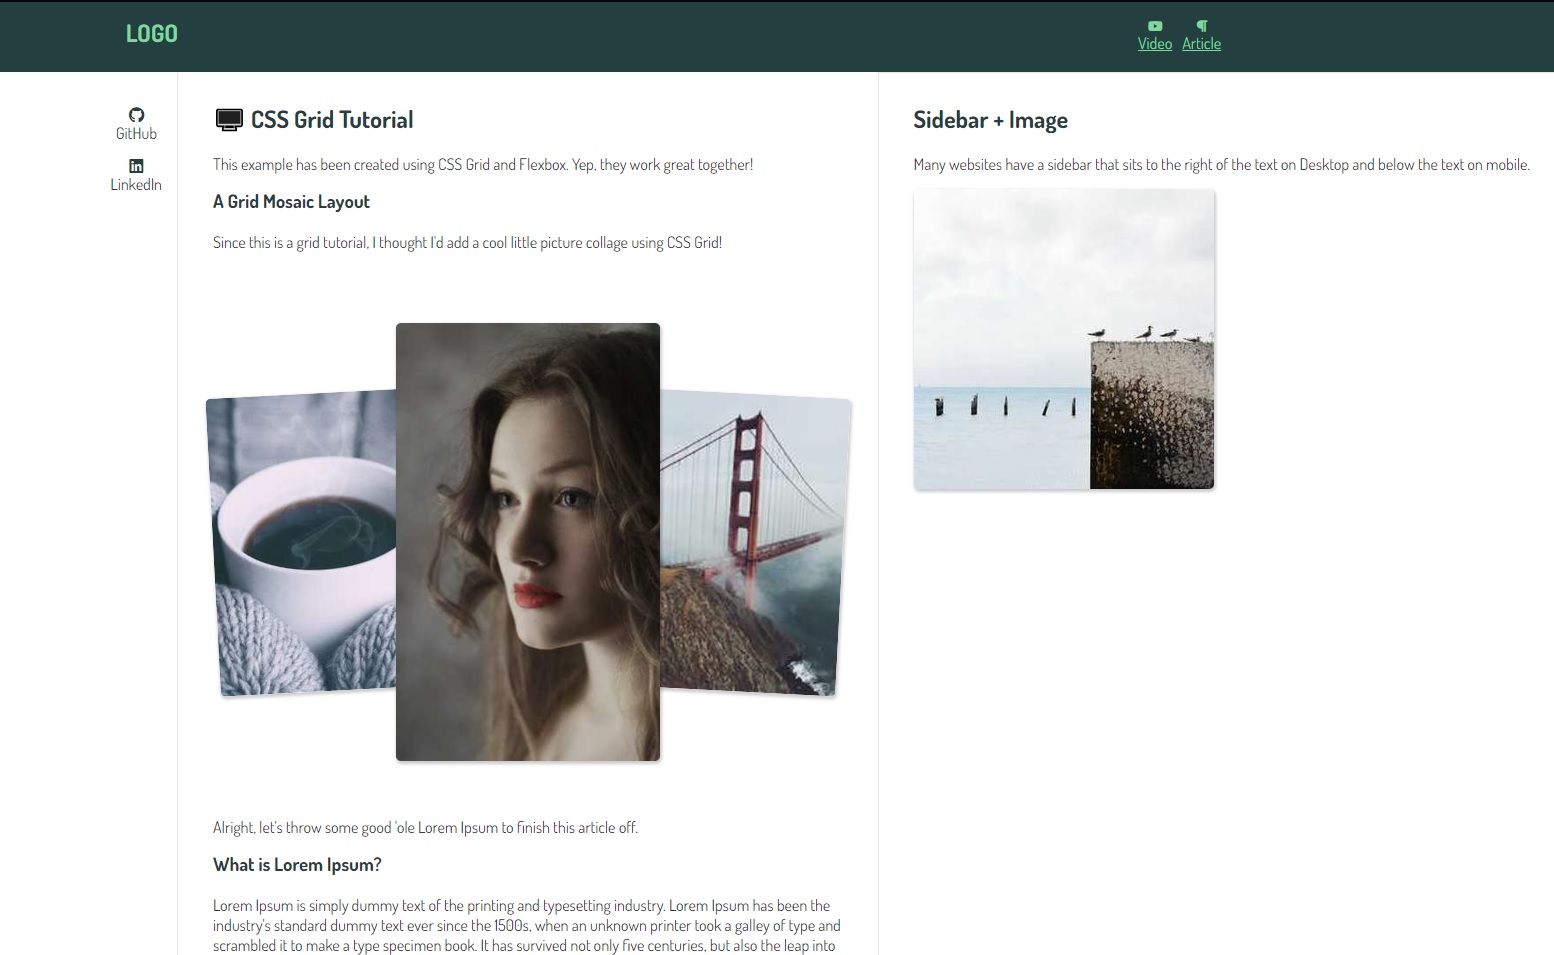 LOGO
Video
Article
GitHub
LinkedIn
CSS Grid Tutorial
This example has been created using CSS Grid and Flexbox. Yep, they work great together!
A Grid Mosaic Layout
Since this is a grid tutorial, I thought I'd add a cool little picture collage using CSS Grid!
Alright, let's throw some good 'ole Lorem Ipsum to finish this article off.
What is Lorem Ipsum?
Lorem Ipsum is simply dummy text of the printing and typesetting industry. Lorem Ipsum has been the
industry's standard dummy text ever since the 1500s, when an unknown printer took a galley of type and
scrambled it to make a type specimen book. It has survived not only five centuries, but also the leap into
Sidebar + Image
Many websites have a sidebar that sits to the right of the text on Desktop and below the text on mobile.